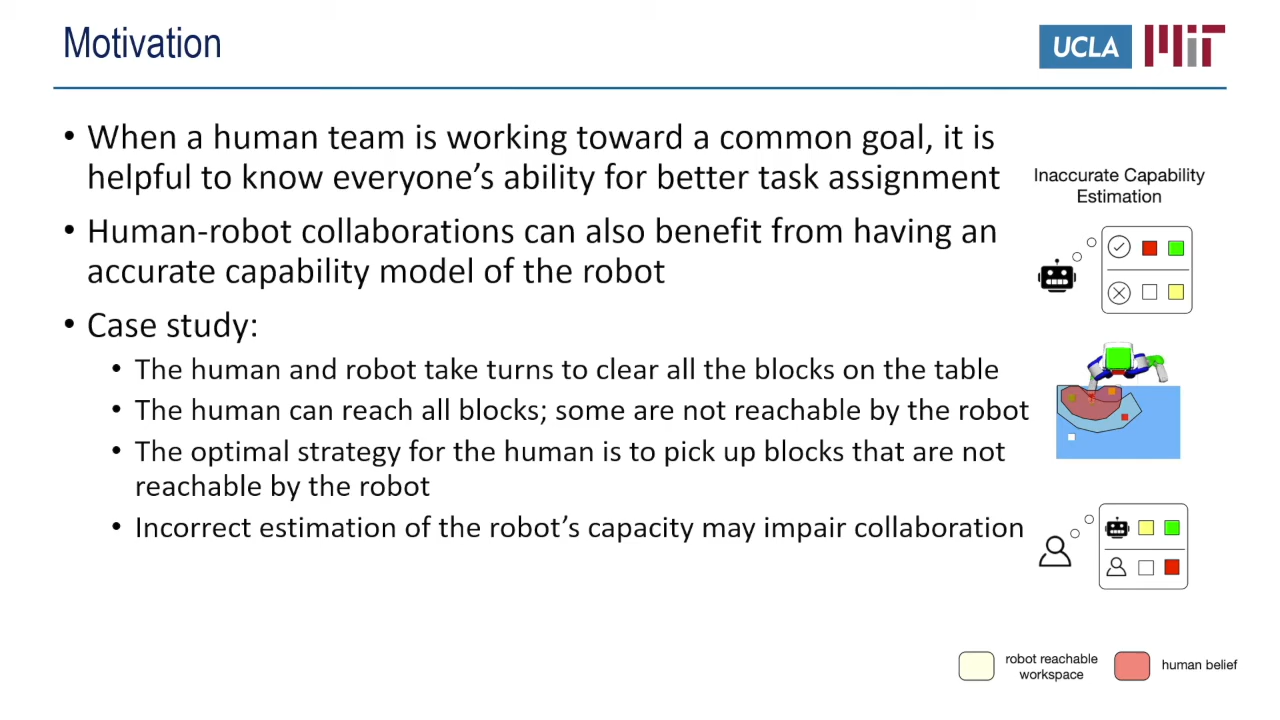 Motivation
UCLA MIT
• When a human team is working toward a common goal, it is
helpful to know everyone's ability for better task assignment
• Human-robot collaborations can also benefit from having an
accurate capability model of the robot
• Case study:
• The human and robot take turns to clear all the blocks on the table
• The human can reach all blocks; some are not reachable by the robot
• The optimal strategy for the human is to pick up blocks that are not
reachable by the robot
• Incorrect estimation of the robot's capacity may impair collaboration
Inaccurate Capability
Estimation
robot reachable
workspace
human belief